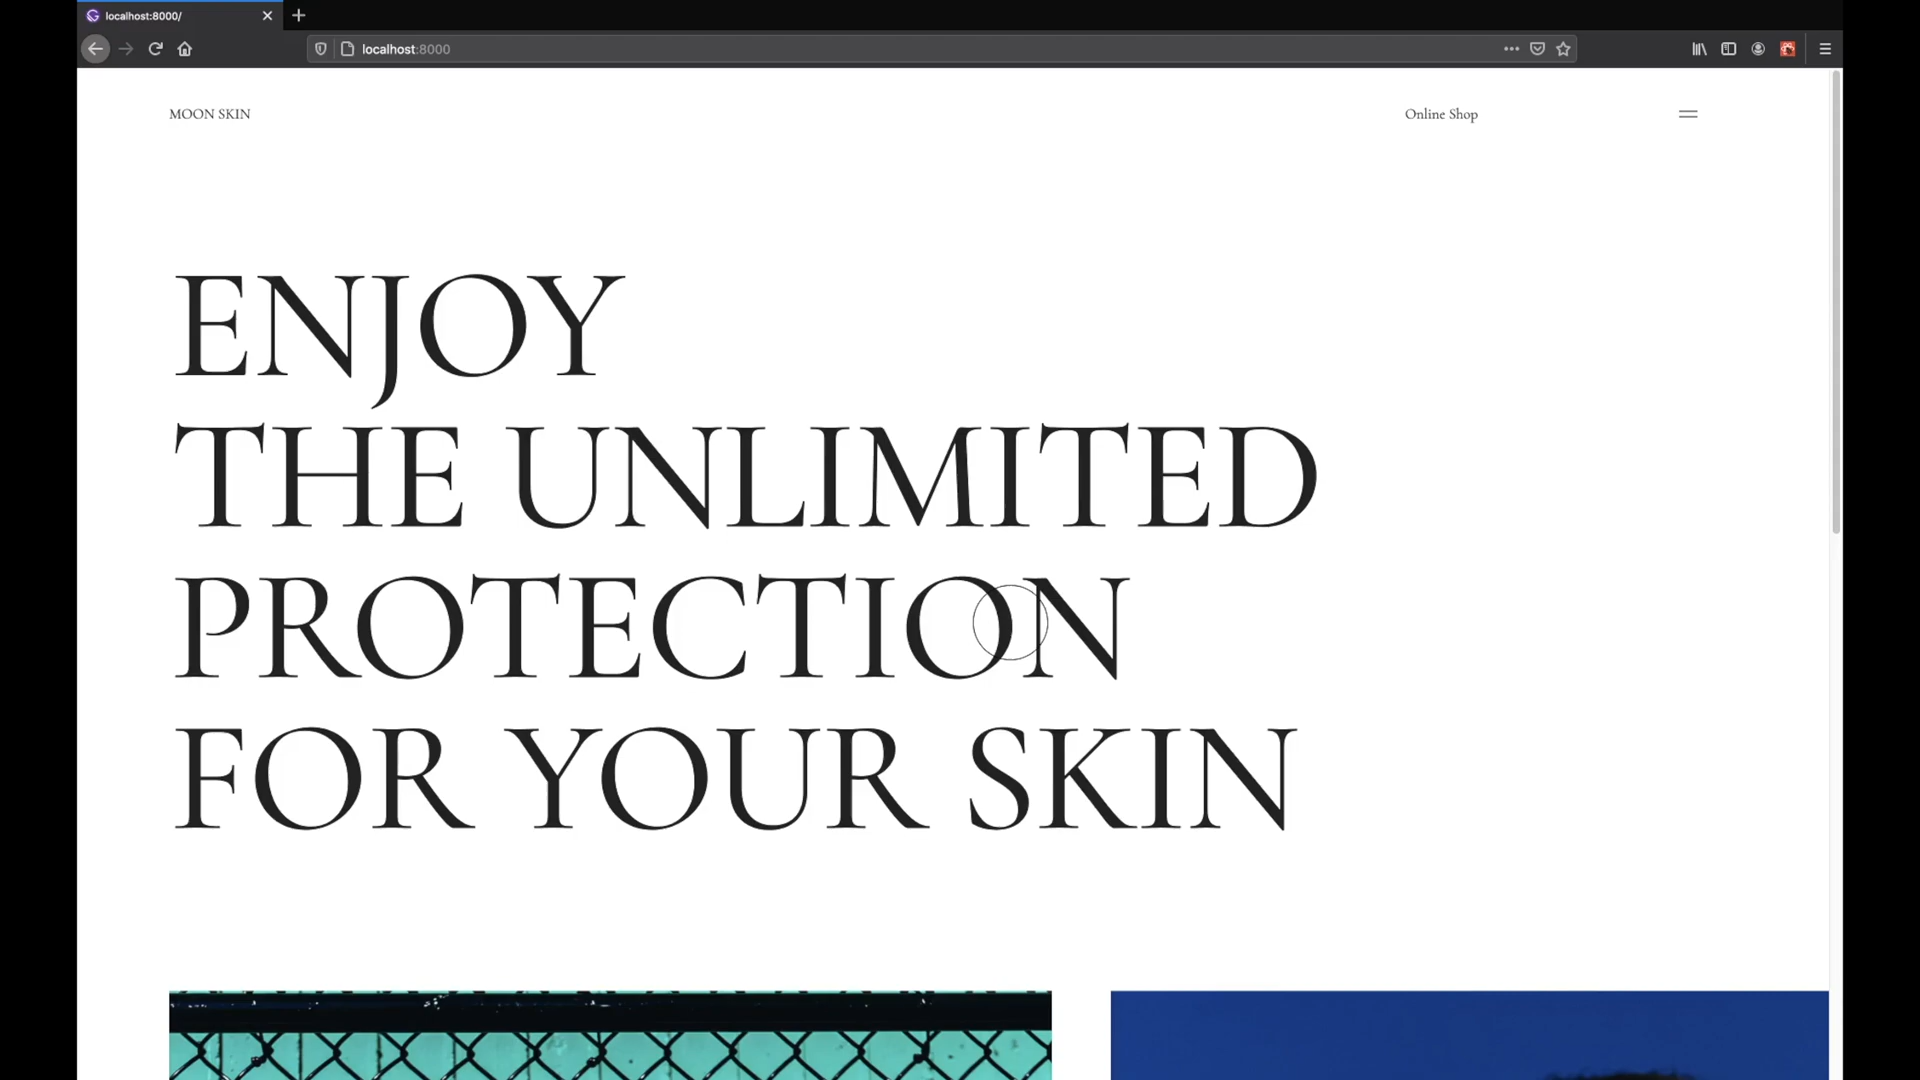 localhost:8000/
localhost:8000
MOON SKIN
Online Shop
ENJOY
THE UNLIMITED
PROTECTION
FOR YOUR SKIN